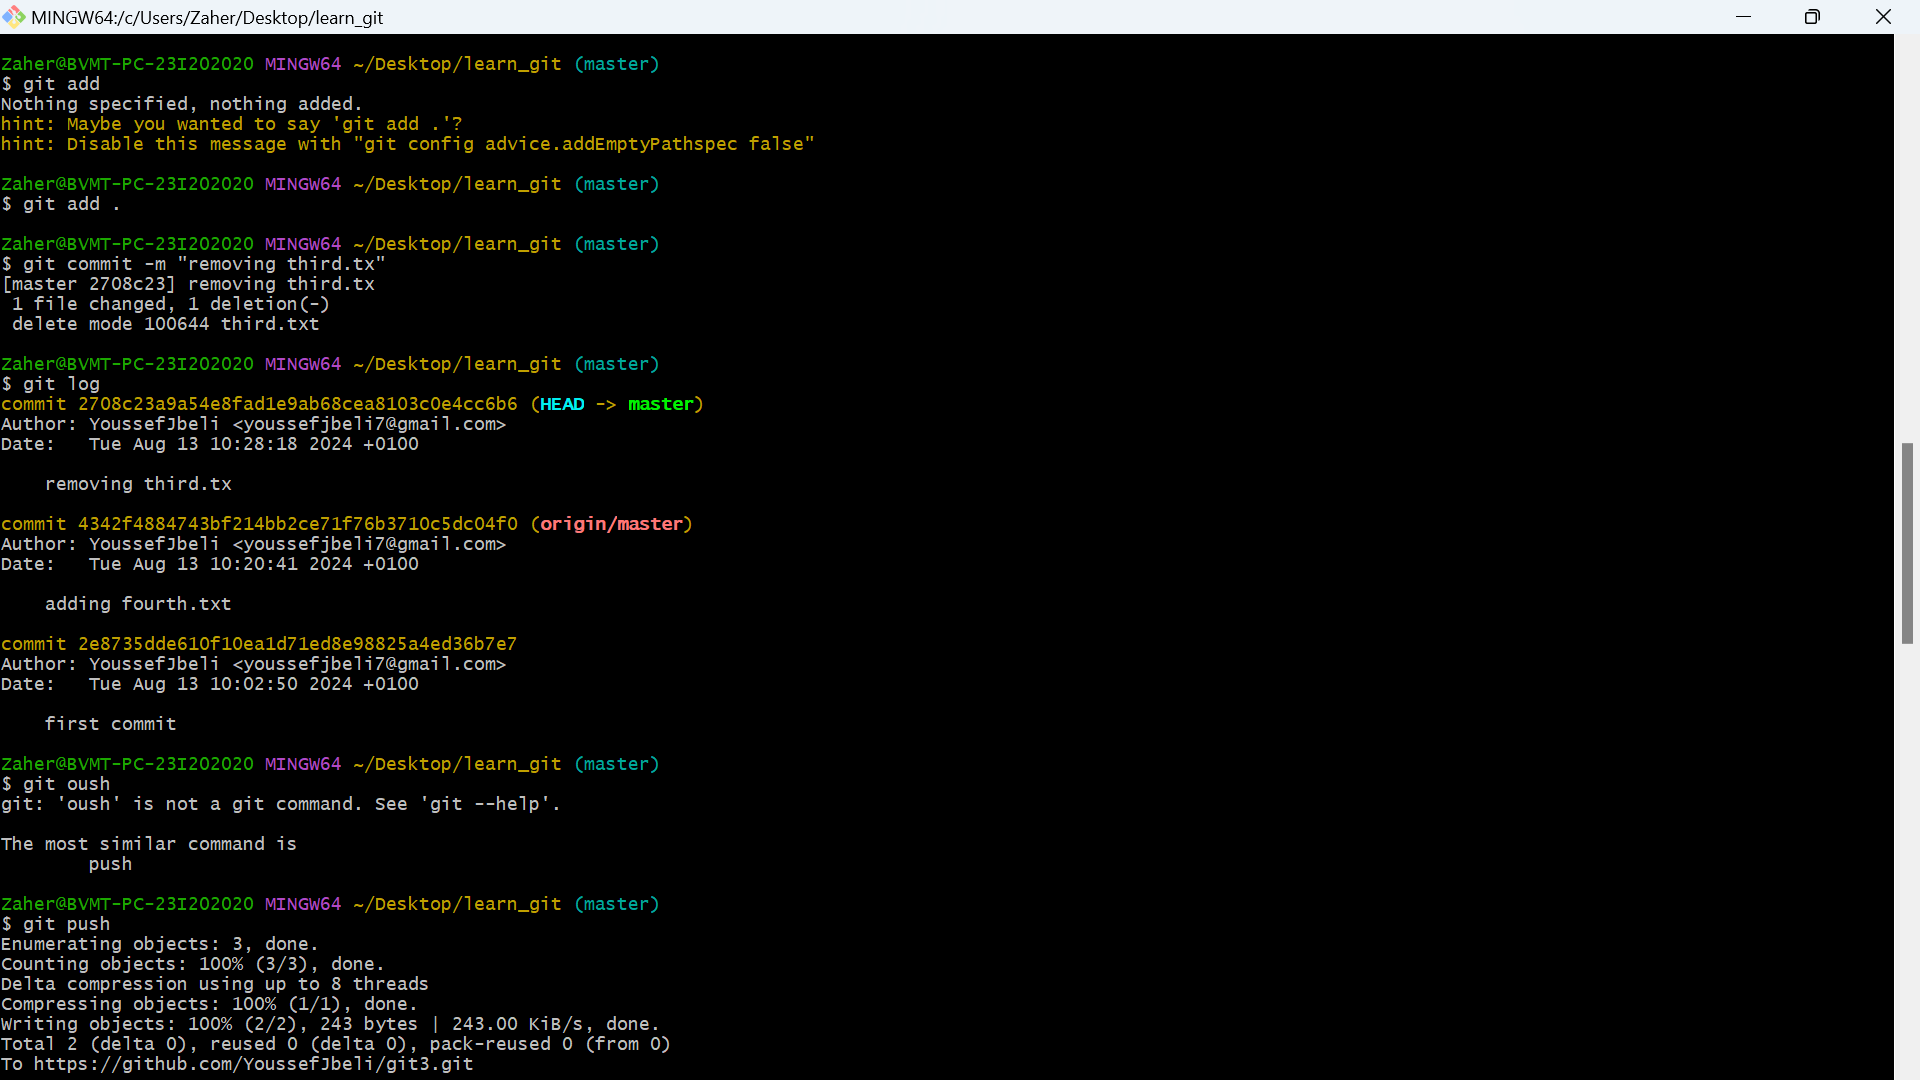 MINGW64:/c/Users/Zaher/Desktop/learn_git
Zaher@BVMT-PC-23I202020 MINGW64 ~/Desktop/learn_git (master)
$ git add
Nothing specified, nothing added.
hint: Maybe you wanted to say 'git add .'?
hint: Disable this message with "git config advice.addEmptyPathspec false"
Zaher@BVMT-PC-23I202020 MINGW64 ~/Desktop/learn_git (master)
$ git add .
Zaher@BVMT-PC-23I202020 MINGW64 ~/Desktop/learn_git (master)
$ git commit -m "removing third.tx"
[master 2708c23] removing third.tx
1 file changed, 1 deletion(-)
delete mode 100644 third.txt
Zaher@BVMT-PC-23I202020 MINGW64 ~/Desktop/learn_git (master)
$ git log
commit 2708c23a9a54e8fad1e9ab68cea8103c0e4cc6b6 (HEAD -> master)
Author: YoussefJbeli <youssefjbeli7@gmail.com>
Date:   Tue Aug 13 10:28:18 2024 +0100
removing third.tx
commit 4342f4884743bf214bb2ce71f76b3710c5dc04f0 (origin/master)
Author: YoussefJbeli <youssefjbeli7@gmail.com>
Date:   Tue Aug 13 10:20:41 2024 +0100
adding fourth.txt
commit 2e8735dde610f10ea1d71ed8e98825a4ed36b7e7
Author: YoussefJbeli <youssefjbeli7@gmail.com>
Date:   Tue Aug 13 10:02:50 2024 +0100
first commit
Zaher@BVMT-PC-23I202020 MINGW64 ~/Desktop/learn_git (master)
$ git oush
git: 'oush' is not a git command. See 'git --help'.
The most similar command is
push
Zaher@BVMT-PC-23I202020 MINGW64 ~/Desktop/learn_git (master)
$ git push
Enumerating objects: 3, done.
Counting objects: 100% (3/3), done.
Delta compression using up to 8 threads
Compressing objects: 100% (1/1), done.
Writing objects: 100% (2/2), 243 bytes | 243.00 KiB/s, done.
Total 2 (delta 0), reused 0 (delta 0), pack-reused 0 (from 0)
To https://github.com/YoussefJbeli/git3.git